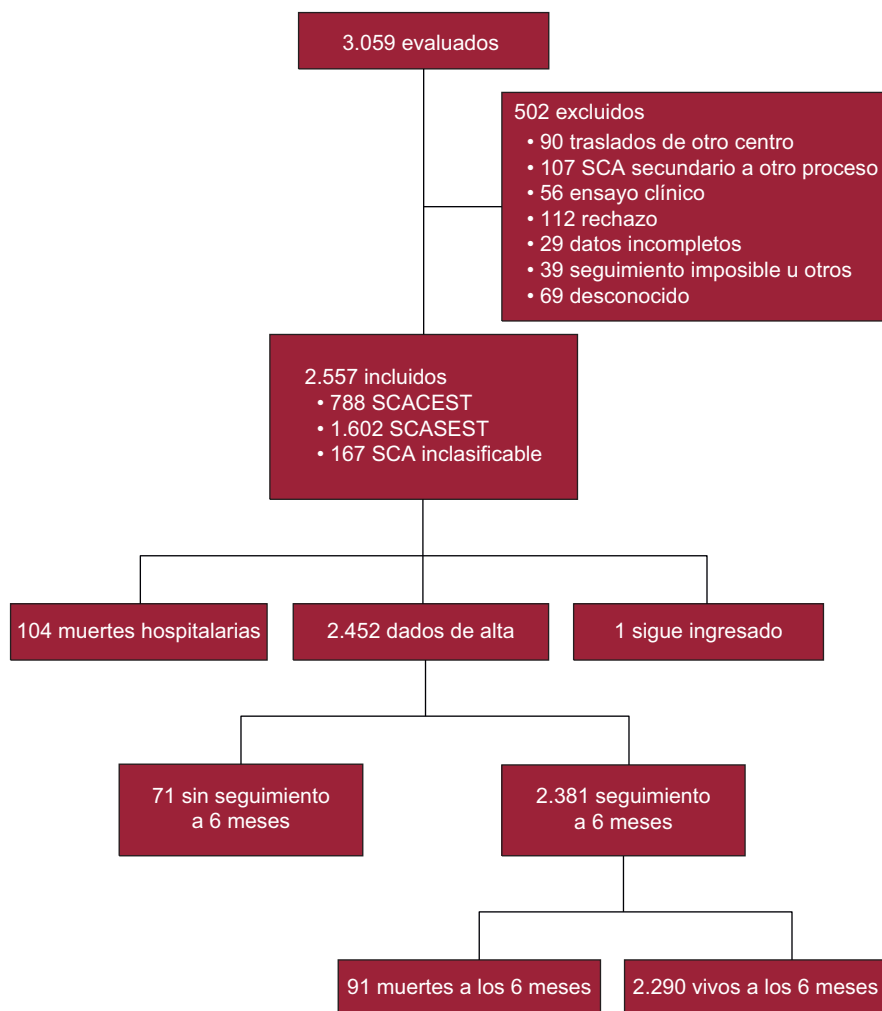 3.059 evaluados
502 excluidos
• 90 traslados de otro centro
• 107 SCA secundario a otro proceso
• 56 ensayo clínico
• 112 rechazo
• 29 datos incompletos
• 39 seguimiento imposible u otros
• 69 desconocido
2.557 incluidos
• 788 SCACEST
• 1.602 SCASEST
• 167 SCA inclasificable
104 muertes hospitalarias
2.452 dados de alta
1 sigue ingresado
71 sin seguimiento
a 6 meses
2.381 seguimiento
a 6 meses
91 muertes a los 6 meses
2.290 vivos a los 6 meses